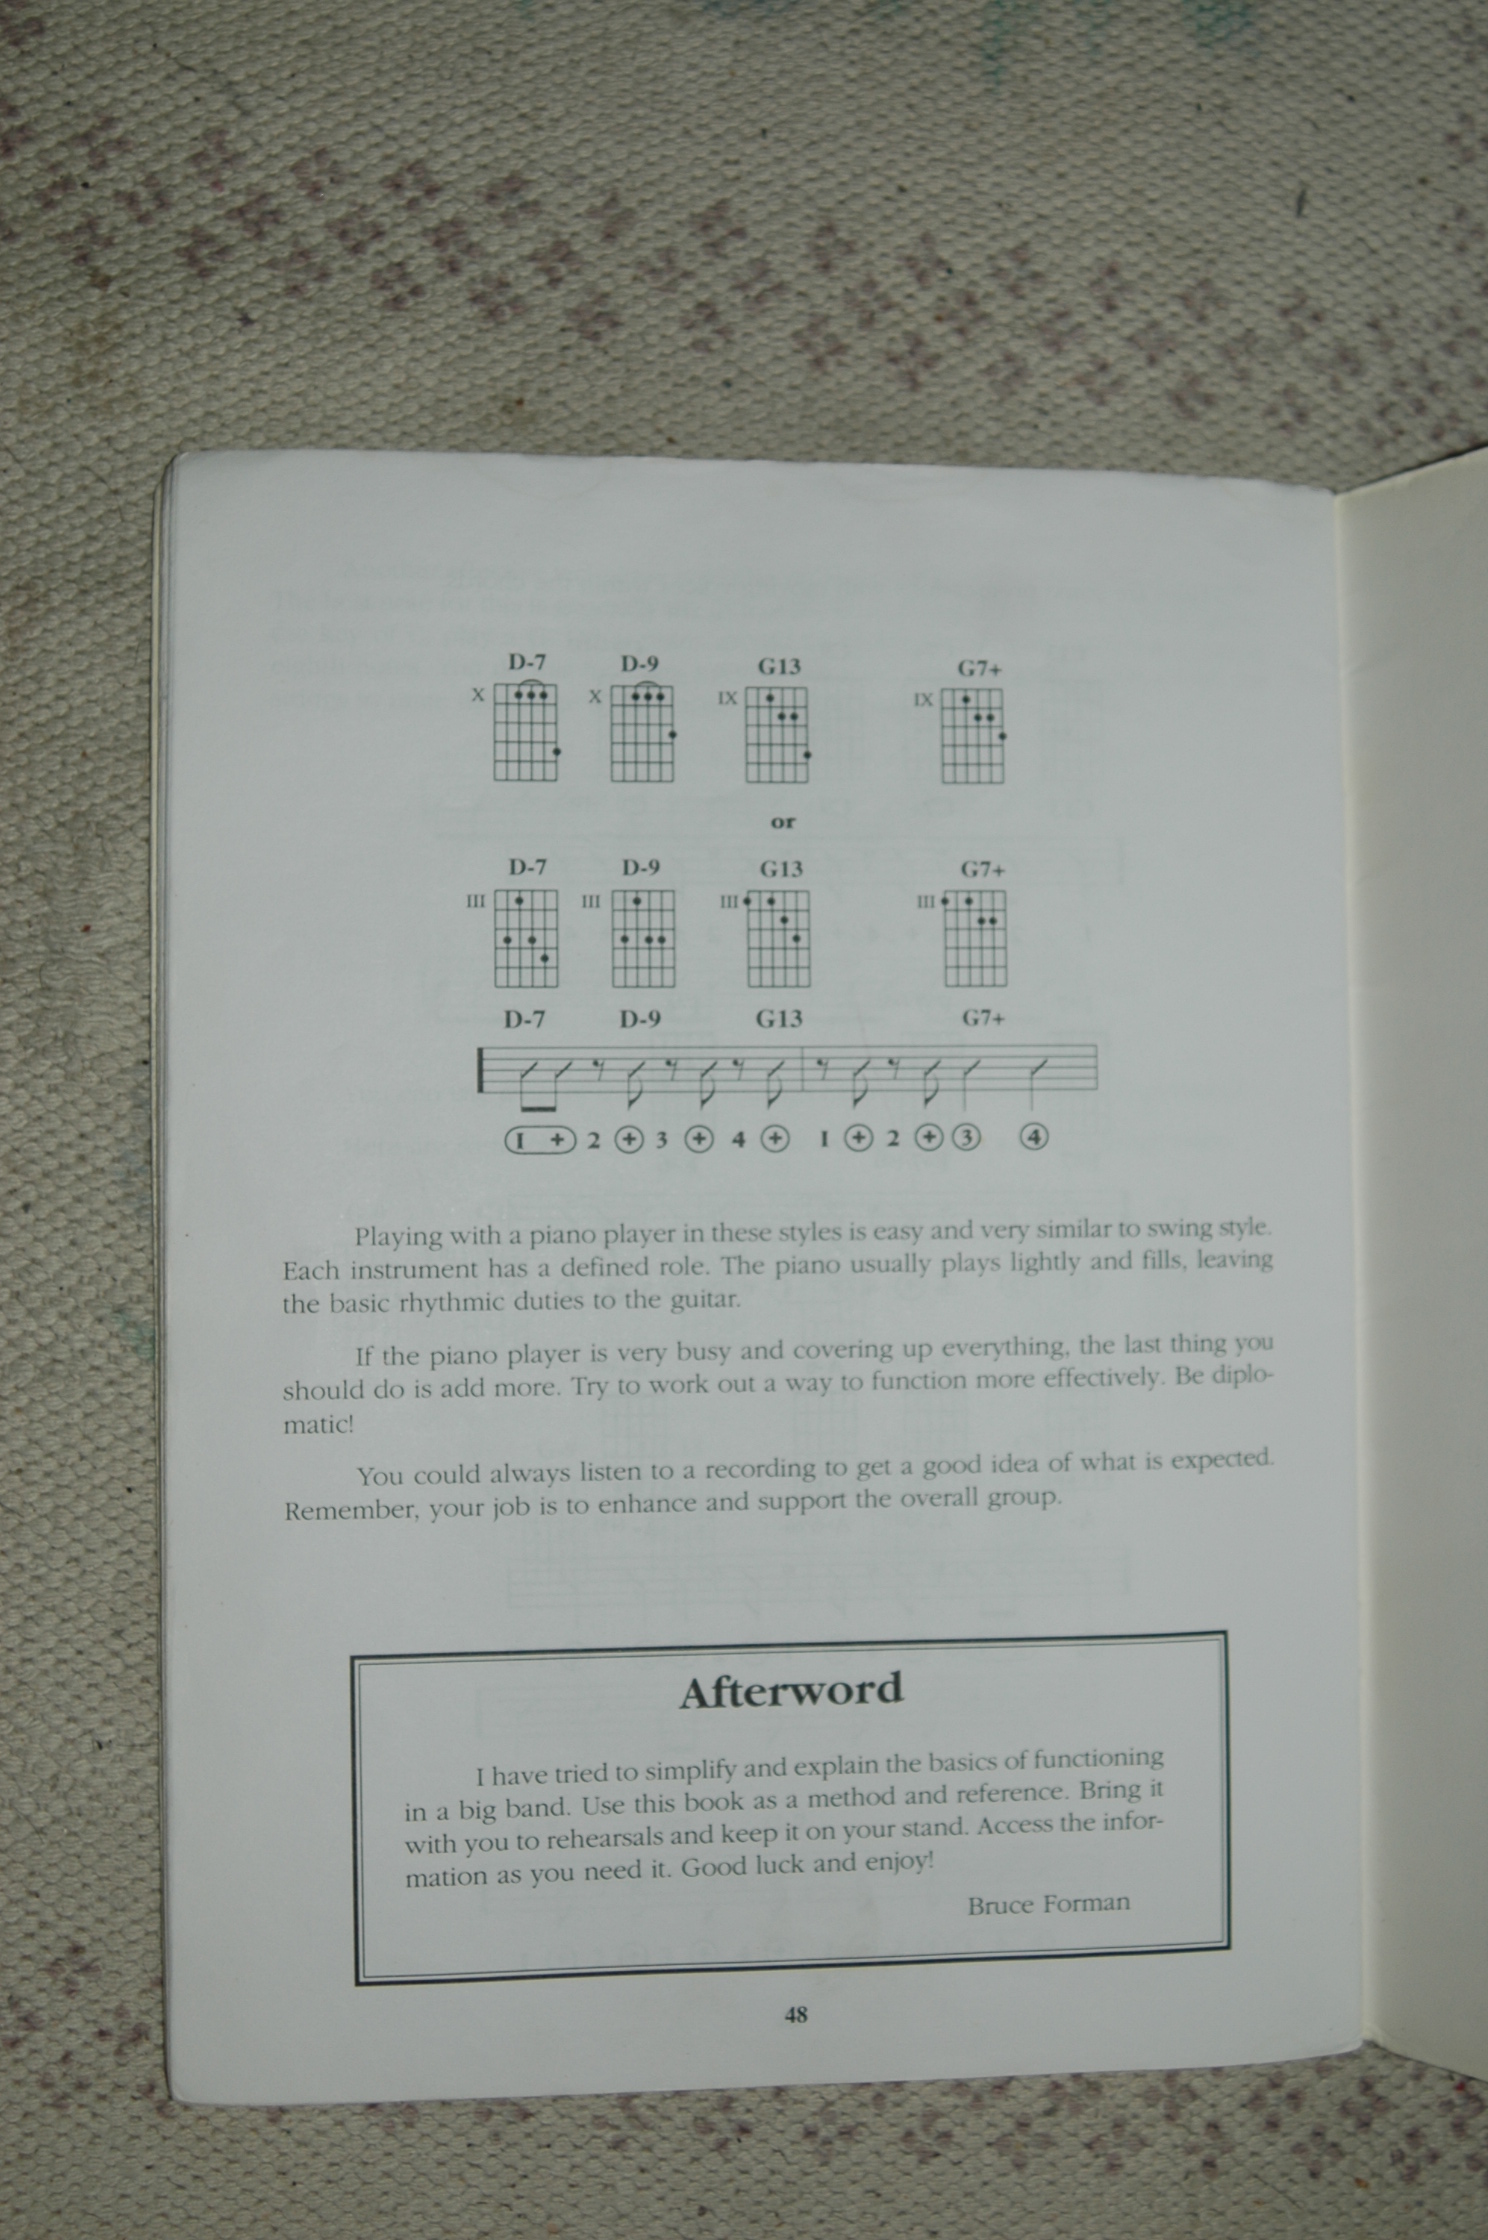 D-7 D-9 G13 G7+
X X IX IX
or
D-7 D-9 G13 G7+
III III III III
D-7 D-9 G13 G7+
1 + 2 + 3 + 4 + 1 + 2 + 3 4
Playing with a piano player in these styles is easy and very similar to swing style.
Each instrument has a defined role. The piano usually plays lightly and fills, leaving
the basic rhythmic duties to the guitar.
If the piano player is very busy and covering up everything, the last thing you
should do is add more. Try to work out a way to function more effectively. Be diplo-
matic!
You could always listen to a recording to get a good idea of what is expected.
Remember, your job is to enhance and support the overall group.
Afterword
I have tried to simplify and explain the basics of functioning
in a big band. Use this book as a method and reference. Bring it
with you to rehearsals and keep it on your stand. Access the infor-
mation as you need it. Good luck and enjoy!
Bruce Forman
48